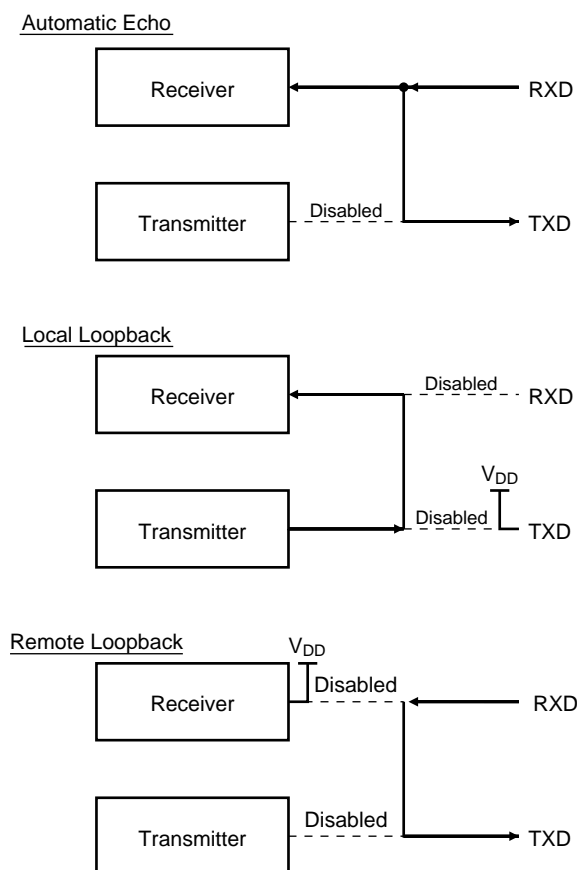 Automatic Echo
Receiver
RXD
Transmitter
Disabled
TXD
Local Loopback
Receiver
Disabled
RXD
VDD
Transmitter
Disabled
TXD
Remote Loopback
VDD
Receiver
Disabled
RXD
Transmitter
Disabled
TXD